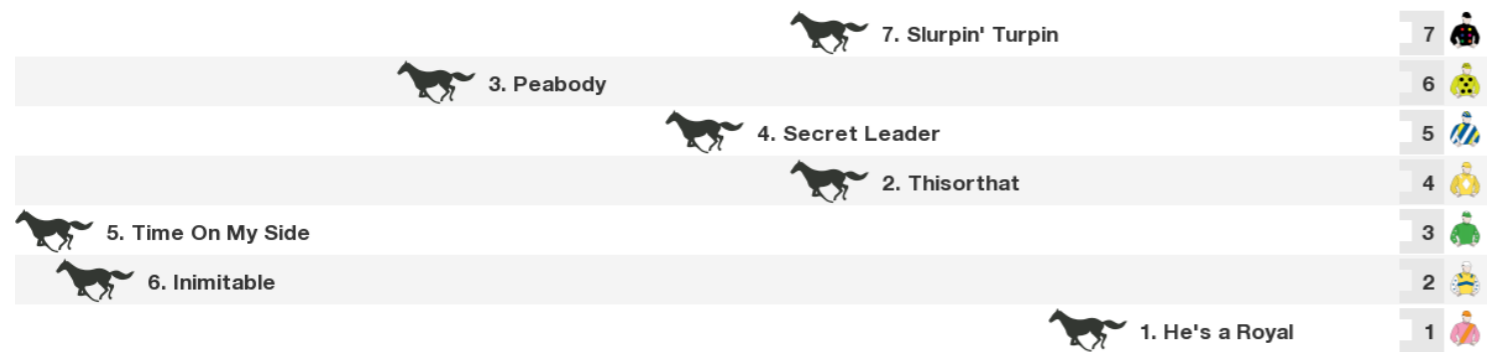 7. Slurpin' Turpin 7
3. Peabody 6
4. Secret Leader 5
2. Thisorthat 4
5. Time On My Side 3
6. Inimitable 2
1. He's a Royal 1